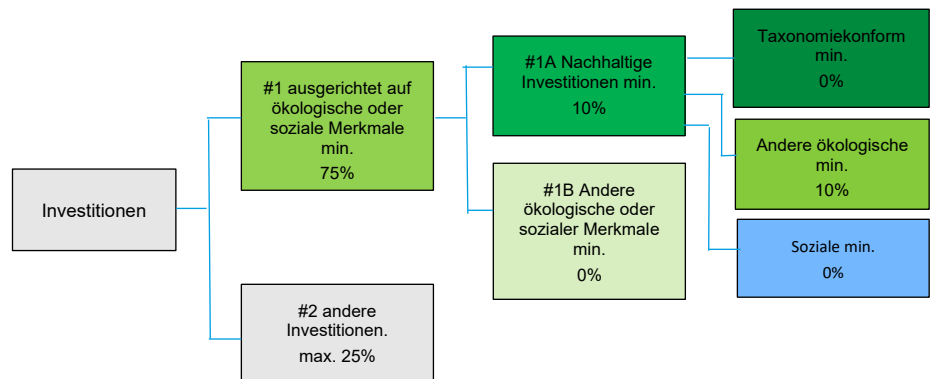 Investitionen
#1 ausgerichtet auf
ökologische oder
soziale Merkmale
min.
75%
#2 andere
Investitionen.
max. 25%
#1A Nachhaltige
Investitionen min.
10%
#1B Andere
ökologische oder
sozialer Merkmale
min.
0%
Taxonomiekonform
min.
0%
Andere ökologische
min.
10%
Soziale min.
0%